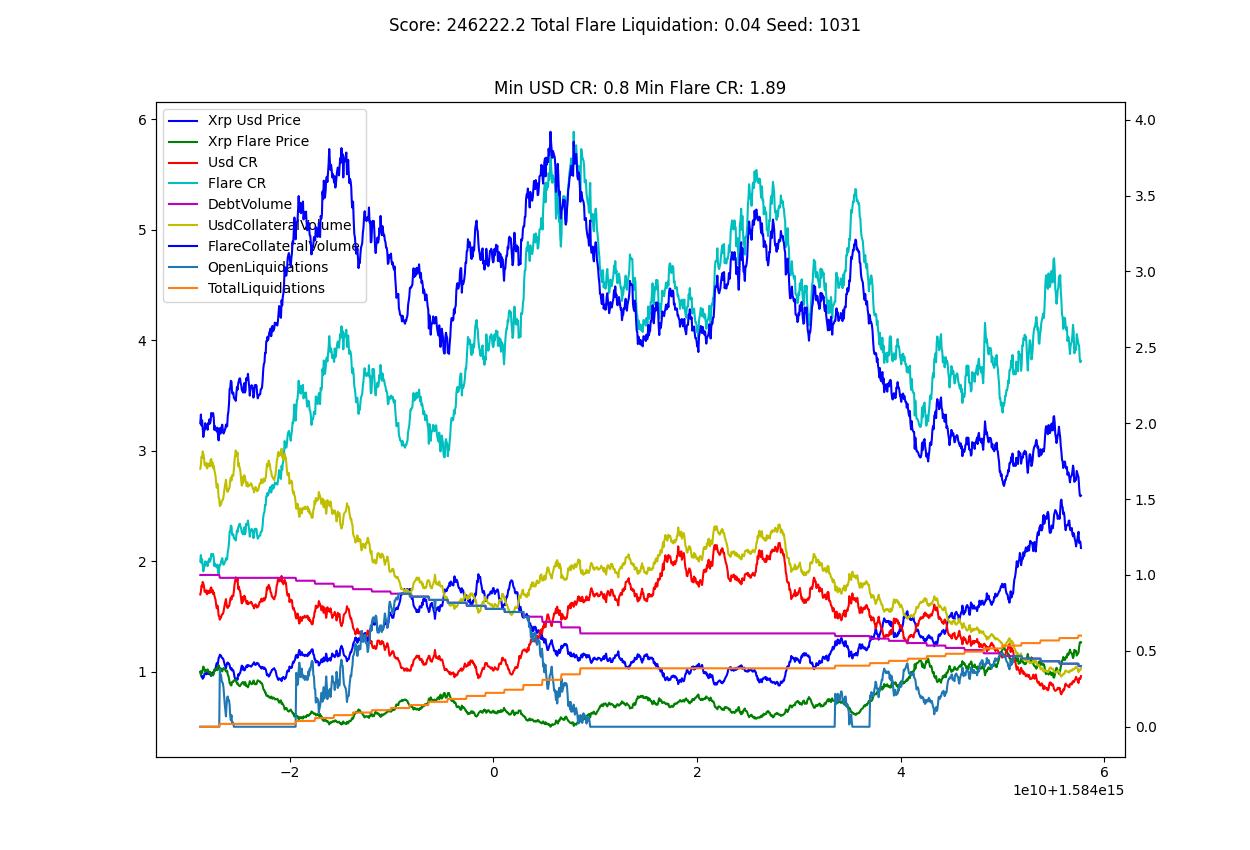 Score: 246222.2 Total Flare Liquidation: 0.04 Seed: 1031
Min USD CR: 0.8 Min Flare CR: 1.89
Xrp Usd Price
Xrp Flare Price
Usd CR
Flare CR
DebtVolume
UsdCollateralVolume
FlareCollateralVolume
OpenLiquidations
TotalLiquidations
6
5
4
3
2
1
4.0
3.5
3.0
2.5
2.0
1.5
1.0
0.5
0.0
−2 0 2 4 6
1e10+1.584e15